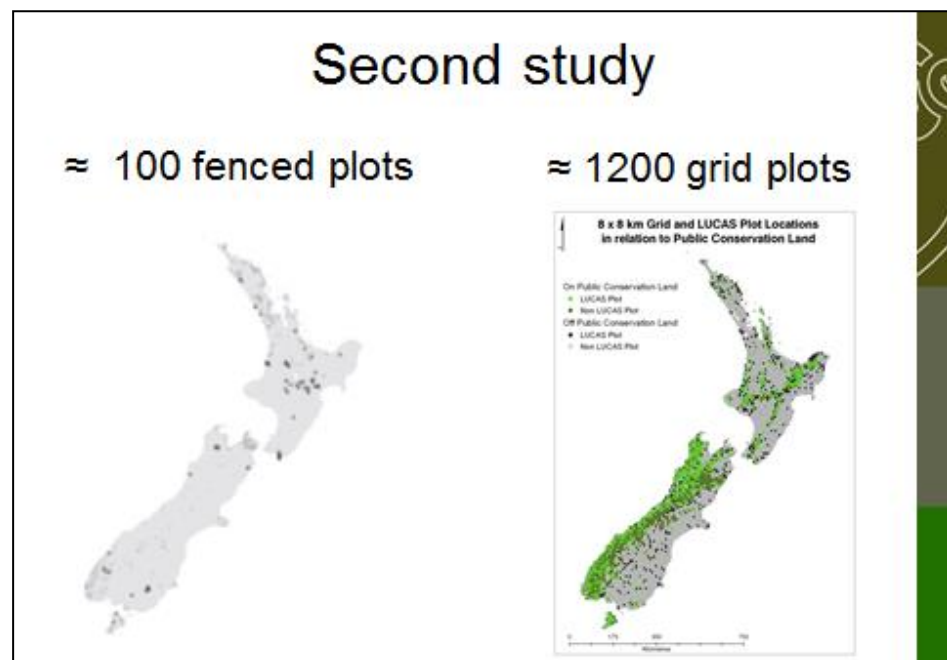 Second study
≈ 100 fenced plots
≈ 1200 grid plots
8 x 8 km Grid and LUCAS Plot Locations
in relation to Public Conservation Land
On Public Conservation Land
LUCAS Plot
Non LUCAS Plot
Off Public Conservation Land
LUCAS Plot
Non LUCAS Plot
0
Kilometres